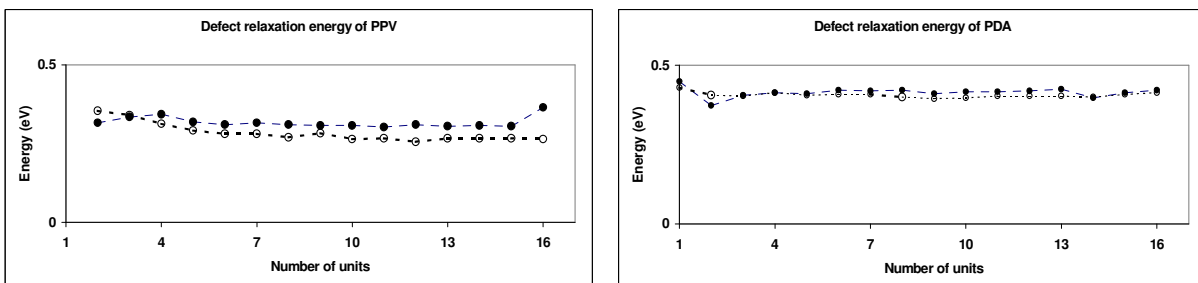 Defect relaxation energy of PPV
0.5
0
Energy (eV)
1 4 7 10 13 16
Number of units
Defect relaxation energy of PDA
0.5
0
Energy (eV)
1 4 7 10 13 16
Number of units